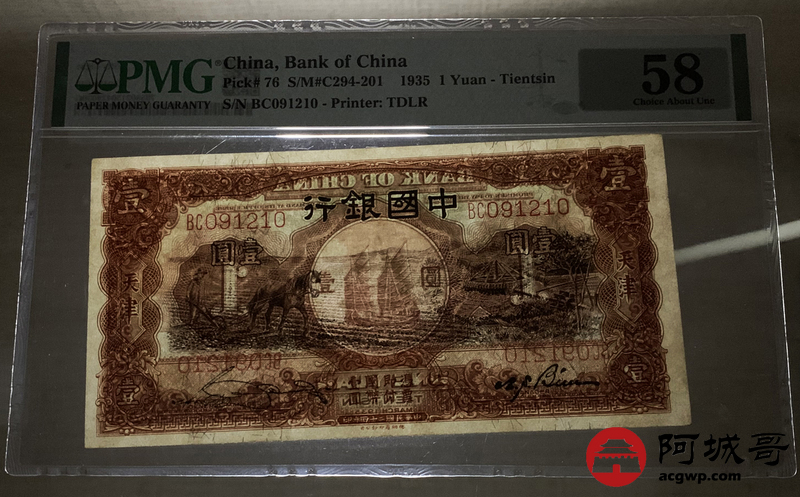 PMG
PAPER MONEY GUARANTY
China, Bank of China
Pick# 76 S/M#C294-201 1935 1 Yuan - Tientsin
S/N BC091210 - Printer: TDLR
58
Choice About Unc
BANK OF CHINA
壹 壹
行銀國中
BC091210 BC091210
圓壹 圓壹
天津 天津
圓 壹
BC091210 BC091210
壹 壹
阿城哥
acgwp.com